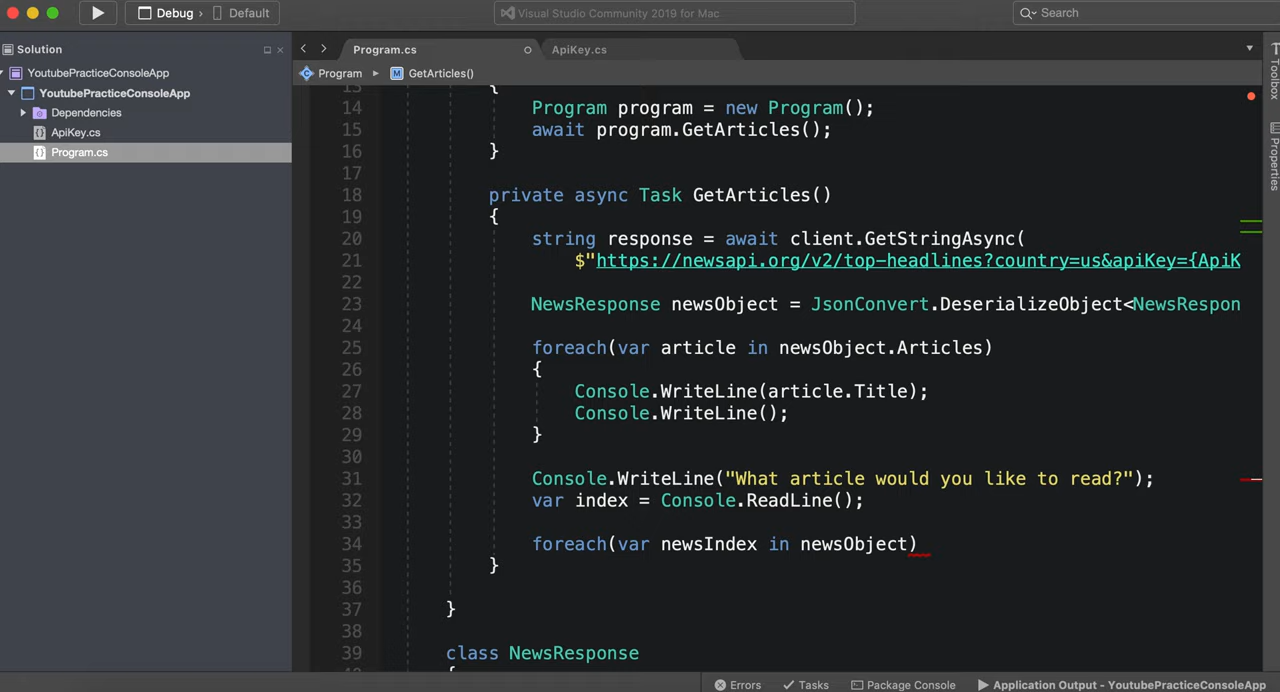 Debug › Default
Visual Studio Community 2019 for Mac
Search
Solution
Program.cs
ApiKey.cs
YoutubePracticeConsoleApp
YoutubePracticeConsoleApp
Dependencies
ApiKey.cs
Program.cs
Program
M GetArticles()
Toolbox
Properties
{
14 Program program = new Program();
15 await program.GetArticles();
16 }
17
18 private async Task GetArticles()
19 {
20 string response = await client.GetStringAsync(
21 $"https://newsapi.org/v2/top-headlines?country=us&apiKey={ApiK
22
23 NewsResponse newsObject = JsonConvert.DeserializeObject<NewsRespon
24
25 foreach(var article in newsObject.Articles)
26 {
27 Console.WriteLine(article.Title);
28 Console.WriteLine();
29 }
30
31 Console.WriteLine("What article would you like to read?");
32 var index = Console.ReadLine();
33
34 foreach(var newsIndex in newsObject)
35 }
36
37 }
38
39 class NewsResponse
Errors
Tasks
Package Console
Application Output - YoutubePracticeConsoleApp